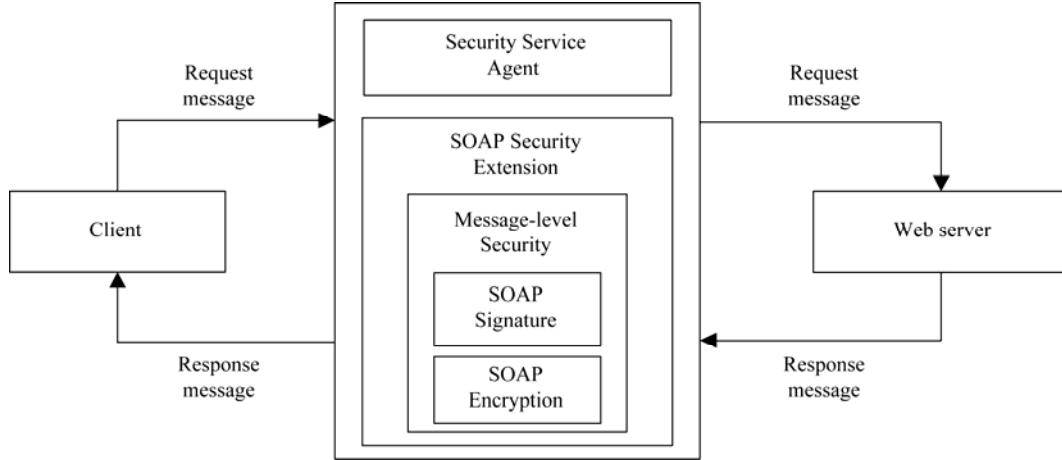 Security Service
Agent
Request
message
Request
message
SOAP Security
Extension
Client
Message-level
Security
Web server
SOAP
Signature
Response
message
Response
message
SOAP
Encryption